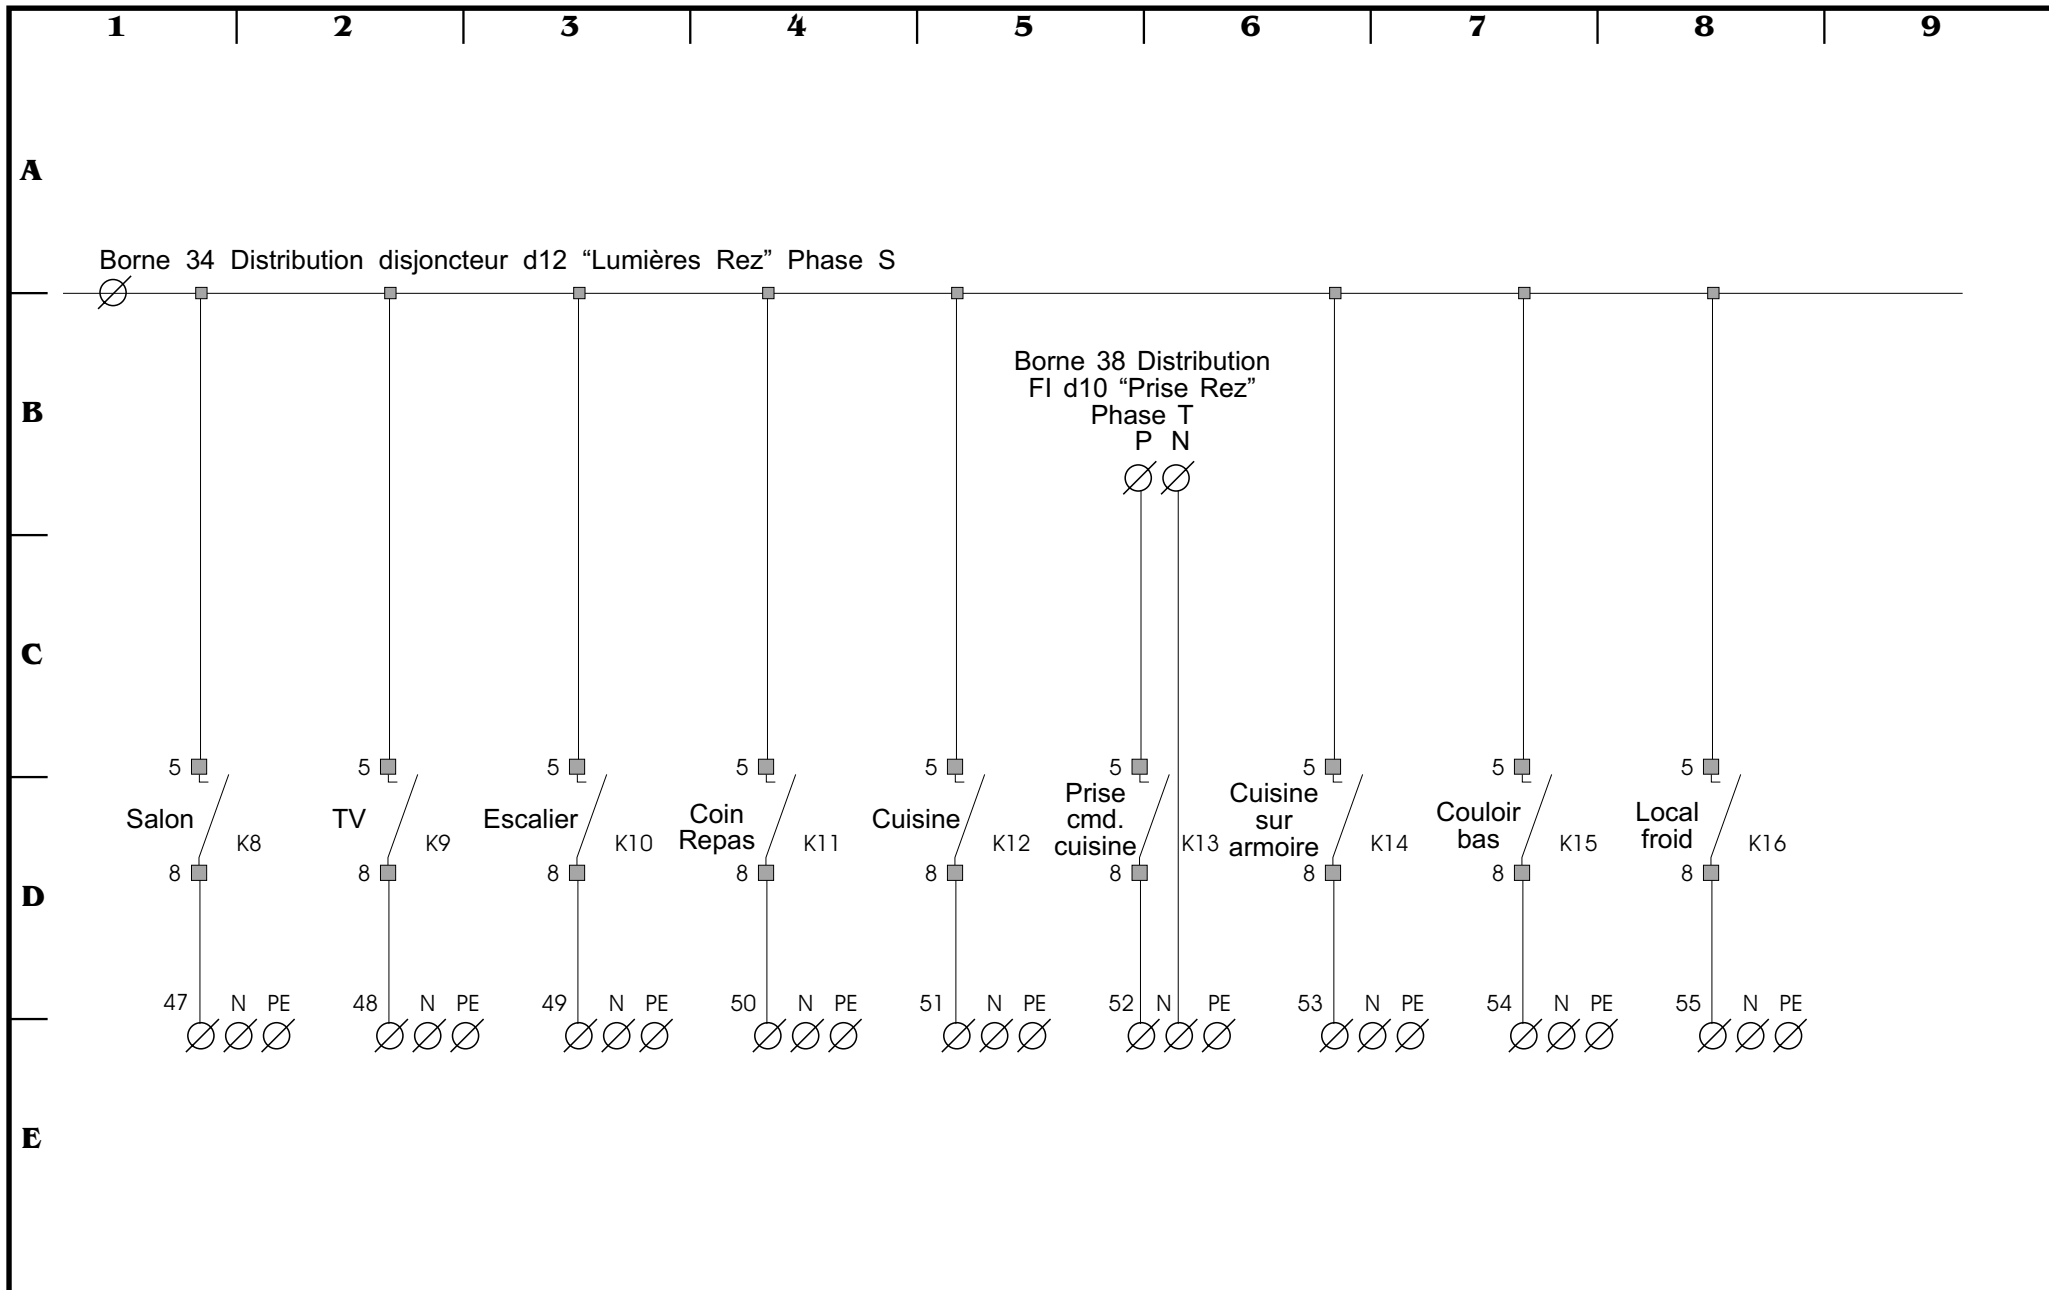 1 2 3 4 5 6 7 8 9
A
Borne 34 Distribution disjoncteur d12 “Lumières Rez” Phase S
Borne 38 Distribution
FI d10 “Prise Rez”
Phase T
P N
B
C
5 5 5 5 5 5 5 5 5
Salon K8
TV K9
Escalier K10
Coin
Repas K11
Cuisine K12
Prise
cmd.
cuisine K13
Cuisine
sur
armoire K14
Couloir
bas K15
Local
froid K16
8 8 8 8 8 8 8 8 8
D
47 N PE 48 N PE 49 N PE 50 N PE 51 N PE 52 N PE 53 N PE 54 N PE 55 N PE
E